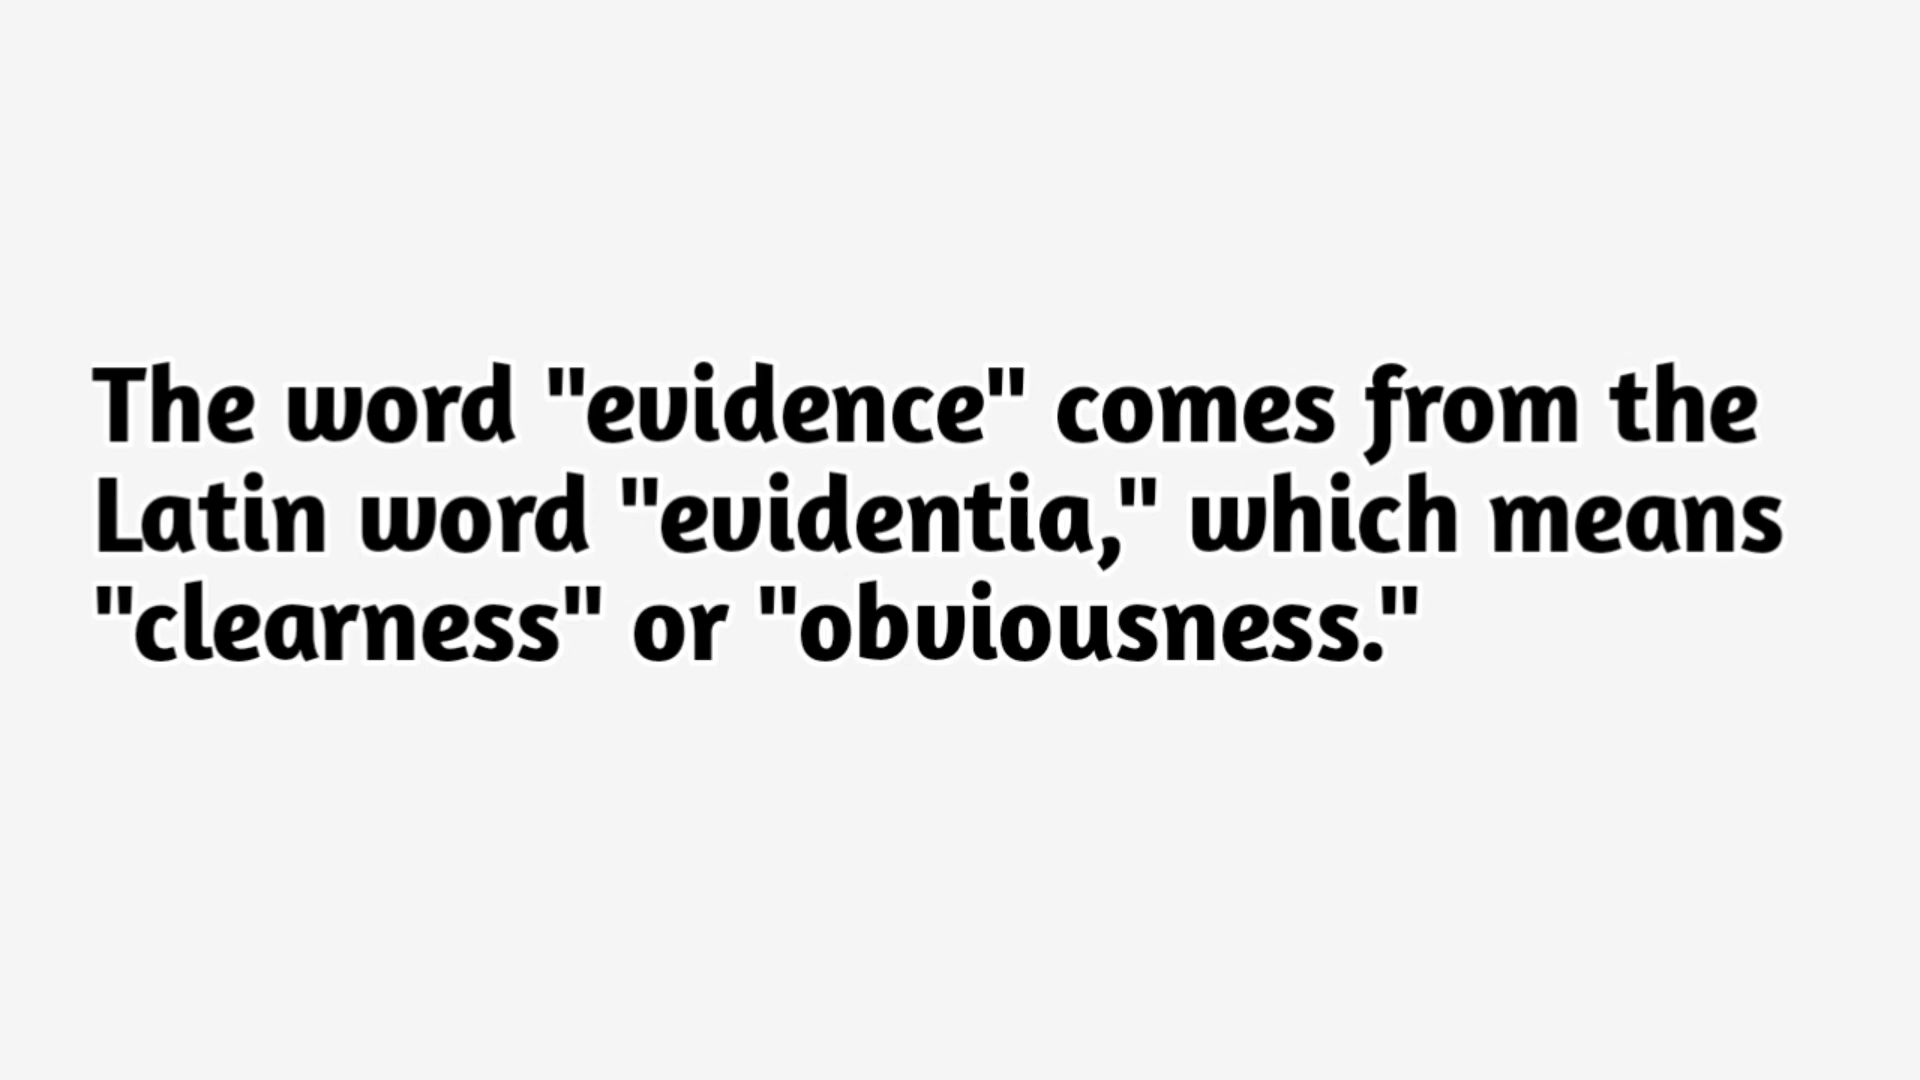 The word "evidence" comes from the
Latin word "evidentia," which means
"clearness" or "obviousness."